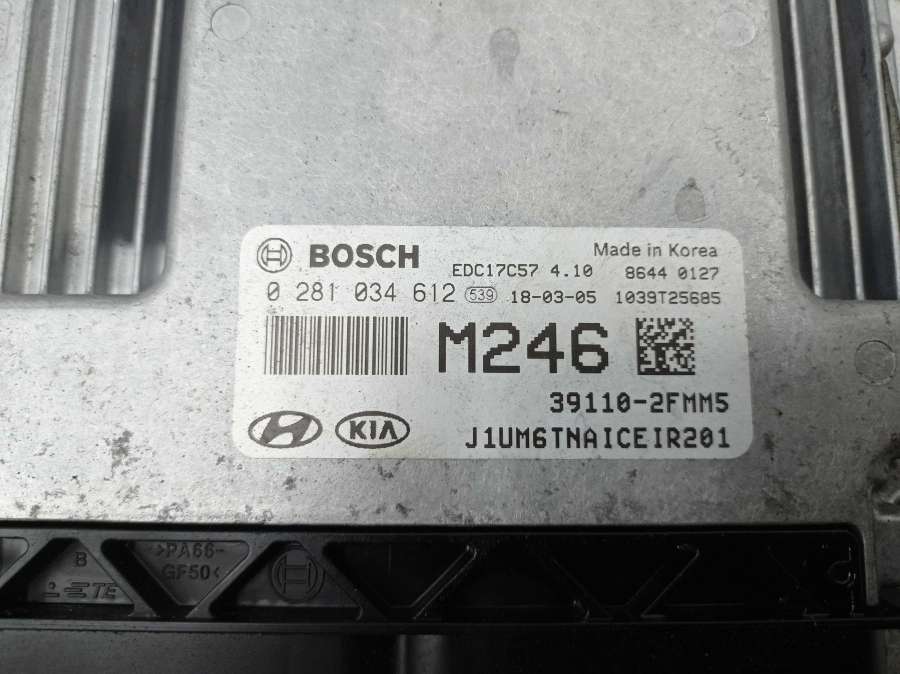 BOSCH
Made in Korea
EDC17C57 4.10 8644 0127
0 281 034 612 539 18-03-05 1039T25685
M246
39110-2FMM5
KIA
J1UM6TNAICEIR201
B
>PA66-
GF50<
TE